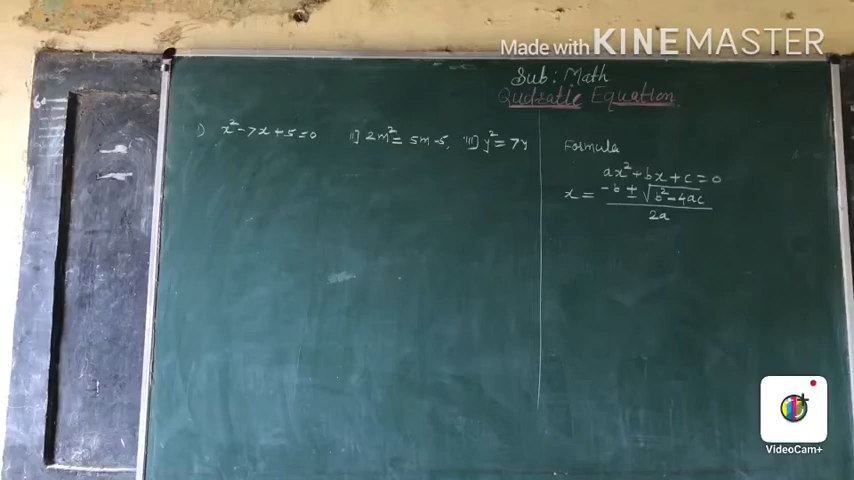 Made with KINEMASTER
Sub: Math
Quadratic Equation
i) x²-7x+5=0 ii] 2m²=5m-5, iii] y²=7y
Formula
ax²+bx+c=0
x = -b ± √b²-4ac / 2a
VideoCam+